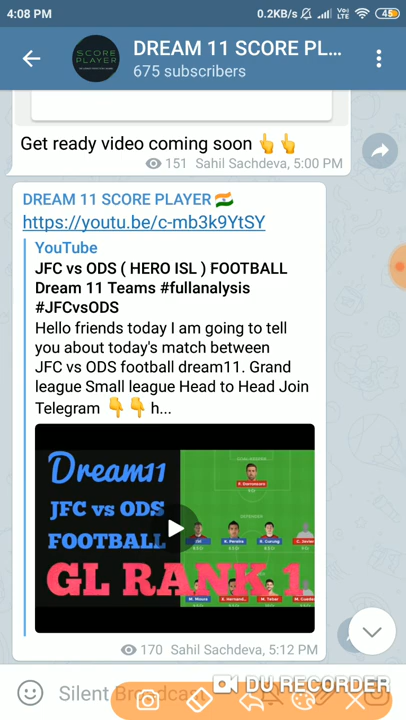 4:08 PM
0.2KB/s
Vo)
LTE
45
SCORE
PLAYER
DREAM 11 SCORE PL...
675 subscribers
Get ready video coming soon 👆👆
151 Sahil Sachdeva, 5:00 PM
DREAM 11 SCORE PLAYER🇮🇳
https://youtu.be/c-mb3k9YtSY
YouTube
JFC vs ODS ( HERO ISL ) FOOTBALL
Dream 11 Teams #fullanalysis
#JFCvsODS
Hello friends today I am going to tell
you about today's match between
JFC vs ODS football dream11. Grand
league Small league Head to Head Join
Telegram 👇👇 h...
Dream11
JFC vs ODS
FOOTBALL
GL RANK 1
170 Sahil Sachdeva, 5:12 PM
Silent Broadcast
DU RECORDER